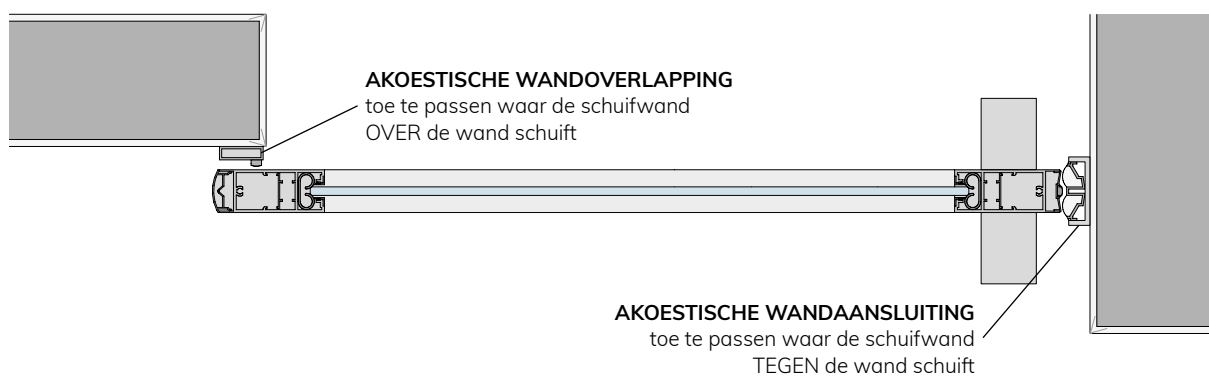 AKOESTISCHE WANDOVERLAPPING
toe te passen waar de schuifwand
OVER de wand schuift
AKOESTISCHE WANDAANSLUITING
toe te passen waar de schuifwand
TEGEN de wand schuift